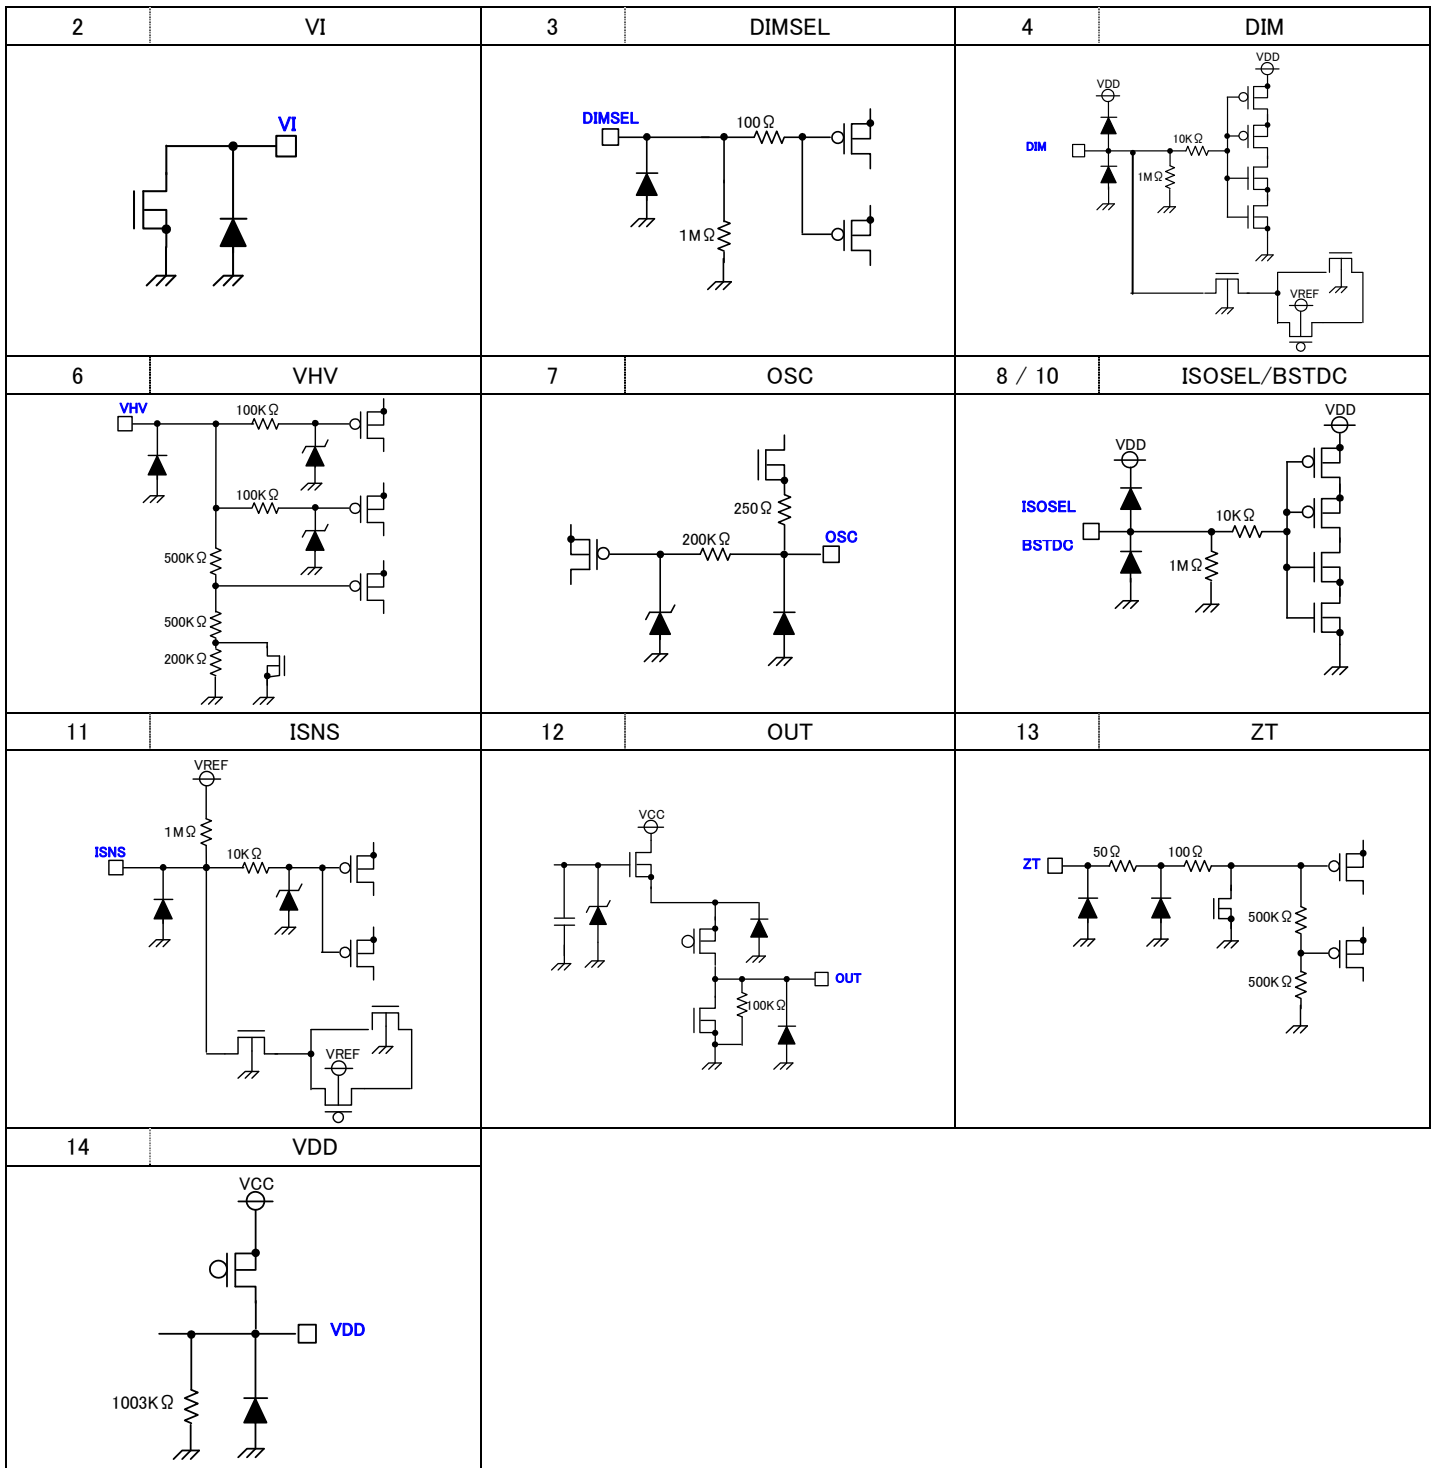 2 VI 3 DIMSEL 4 DIM
VI
DIMSEL
100Ω
1MΩ
VDD
VDD
DIM
10KΩ
1MΩ
VREF
6 VHV 7 OSC 8 / 10 ISOSEL/BSTDC
VHV
100KΩ
100KΩ
500KΩ
500KΩ
200KΩ
250Ω
200KΩ
OSC
VDD
VDD
ISOSEL
10KΩ
BSTDC
1MΩ
11 ISNS 12 OUT 13 ZT
VREF
1MΩ
ISNS
10KΩ
VREF
VCC
OUT
100KΩ
ZT
50Ω
100Ω
500KΩ
500KΩ
14 VDD
VCC
VDD
1003KΩ